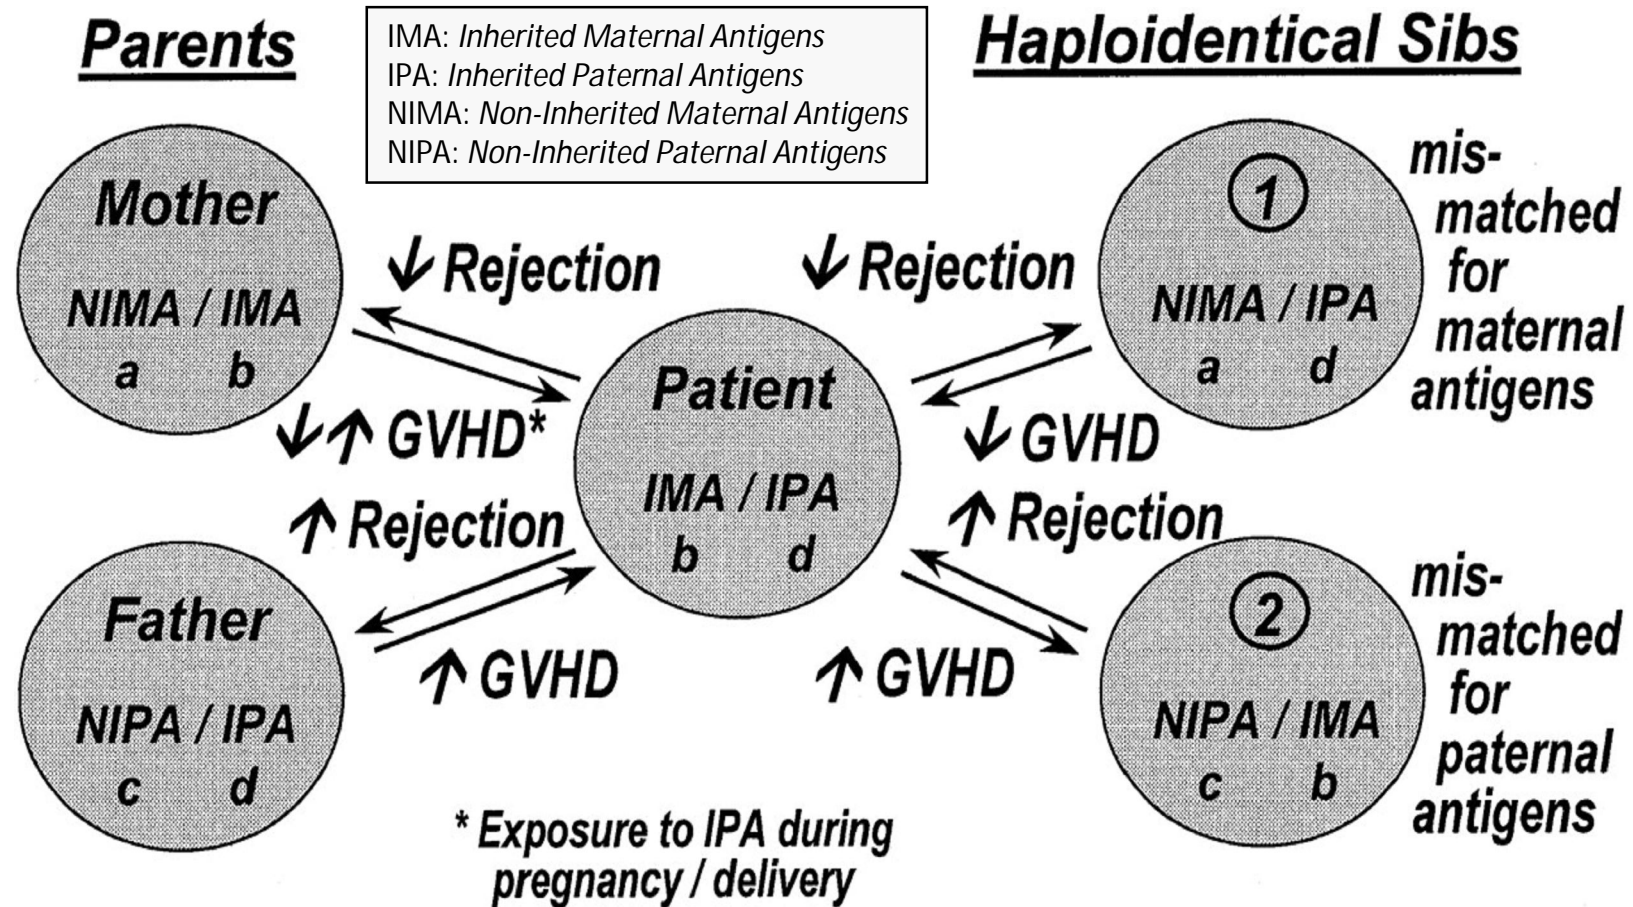 Parents
IMA: Inherited Maternal Antigens
IPA: Inherited Paternal Antigens
NIMA: Non-Inherited Maternal Antigens
NIPA: Non-Inherited Paternal Antigens
Haploidentical Sibs
Mother
NIMA / IMA
a b
↓ Rejection
↓↑ GVHD*
Father
NIPA / IPA
c d
↑ Rejection
↑ GVHD
Patient
IMA / IPA
b d
↓ Rejection
↓ GVHD
1
NIMA / IPA
a d
mis-
matched
for
maternal
antigens
↑ Rejection
↑ GVHD
2
NIPA / IMA
c b
mis-
matched
for
paternal
antigens
* Exposure to IPA during
pregnancy / delivery